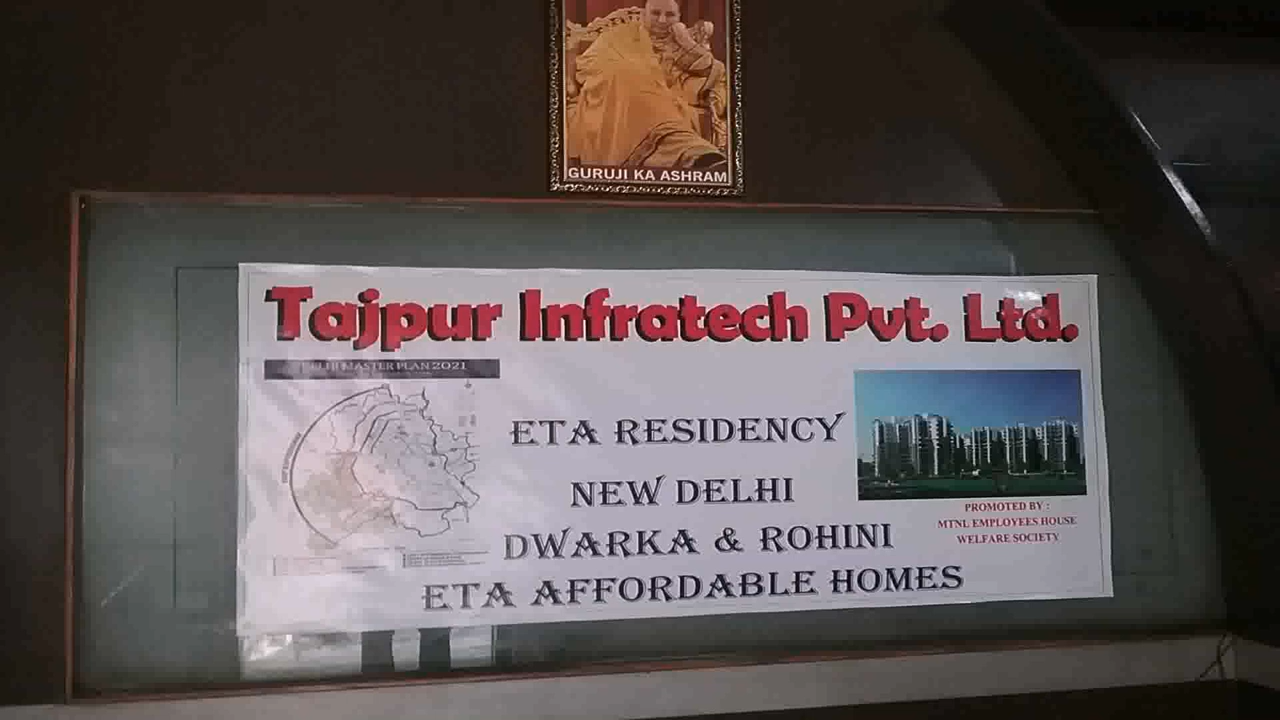 GURUJI KA ASHRAM
Tajpur Infratech Pvt. Ltd.
DELHI MASTER PLAN 2021
ETA RESIDENCY
NEW DELHI
DWARKA & ROHINI
ETA AFFORDABLE HOMES
PROMOTED BY :
MTNL EMPLOYEES HOUSE
WELFARE SOCIETY